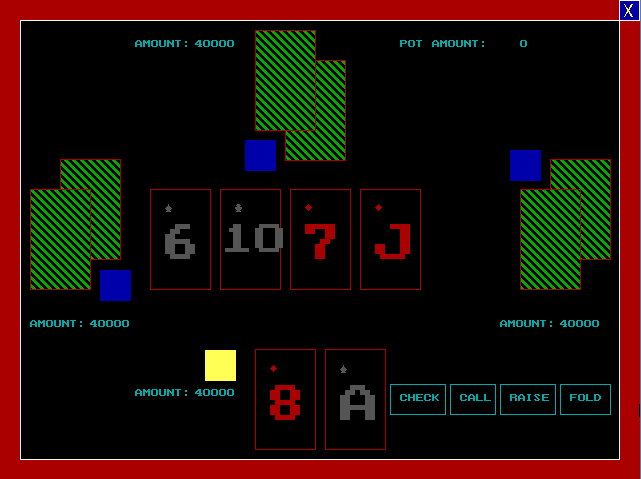 X
AMOUNT: 40000
POT AMOUNT: 0
6 10 7 J
AMOUNT: 40000
AMOUNT: 40000
8 A
AMOUNT: 40000
CHECK CALL RAISE FOLD